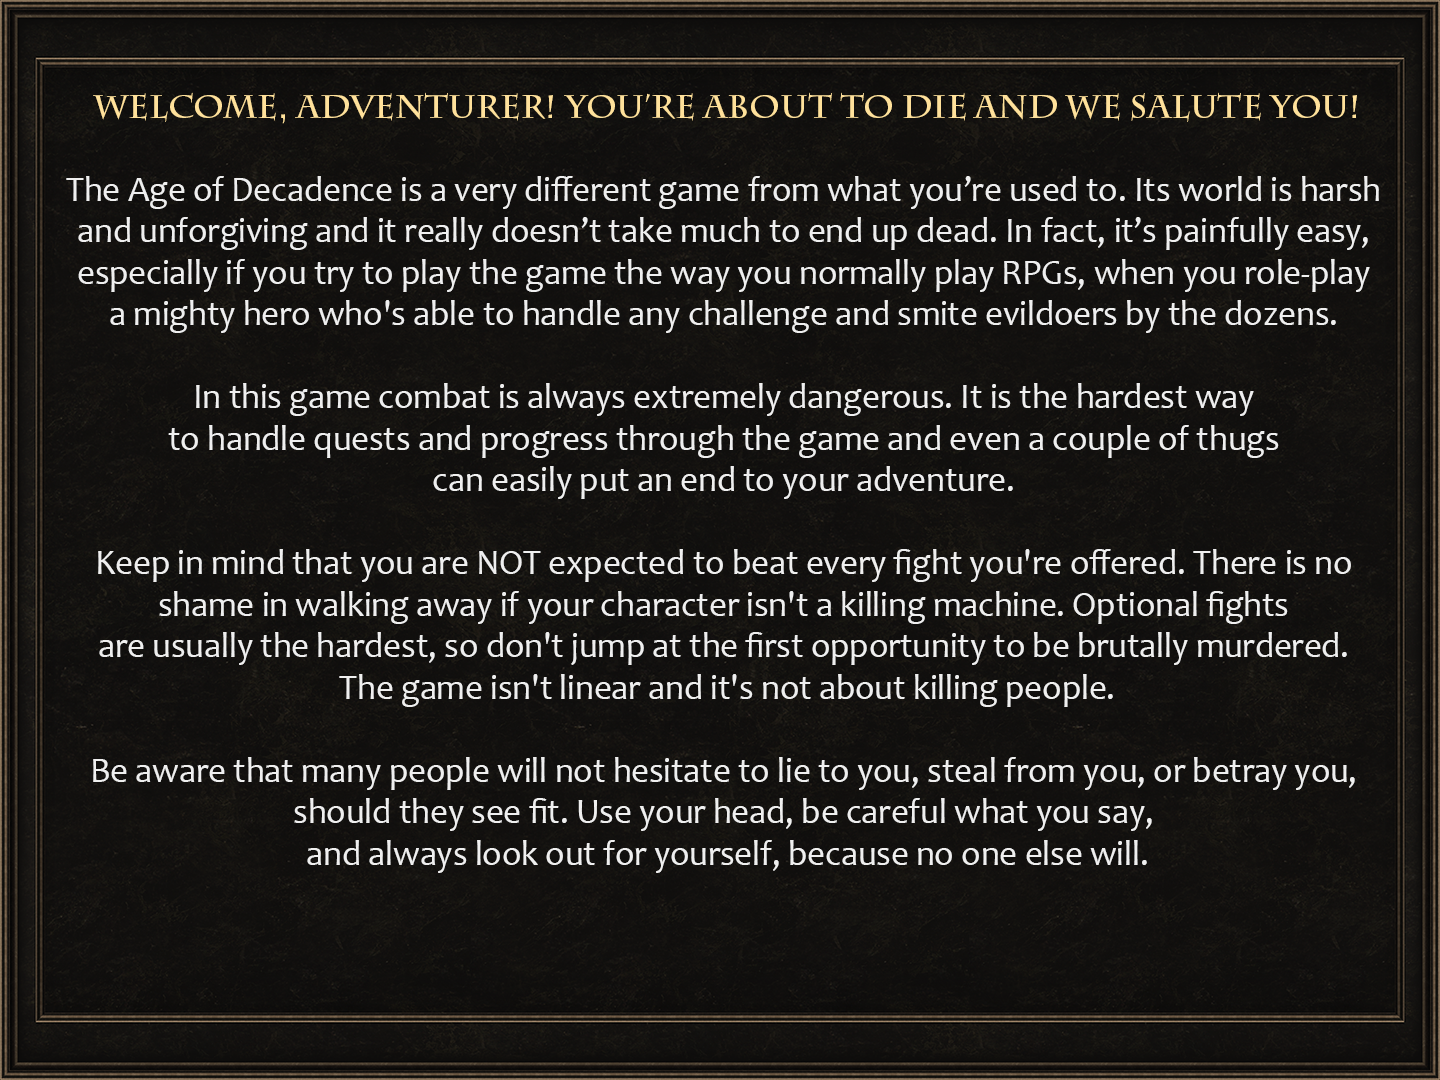 WELCOME, ADVENTURER! YOU’RE ABOUT TO DIE AND WE SALUTE YOU!
The Age of Decadence is a very different game from what you’re used to. Its world is harsh
and unforgiving and it really doesn’t take much to end up dead. In fact, it’s painfully easy,
especially if you try to play the game the way you normally play RPGs, when you role-play
a mighty hero who's able to handle any challenge and smite evildoers by the dozens.
In this game combat is always extremely dangerous. It is the hardest way
to handle quests and progress through the game and even a couple of thugs
can easily put an end to your adventure.
Keep in mind that you are NOT expected to beat every fight you're offered. There is no
shame in walking away if your character isn't a killing machine. Optional fights
are usually the hardest, so don't jump at the first opportunity to be brutally murdered.
The game isn't linear and it's not about killing people.
Be aware that many people will not hesitate to lie to you, steal from you, or betray you,
should they see fit. Use your head, be careful what you say,
and always look out for yourself, because no one else will.